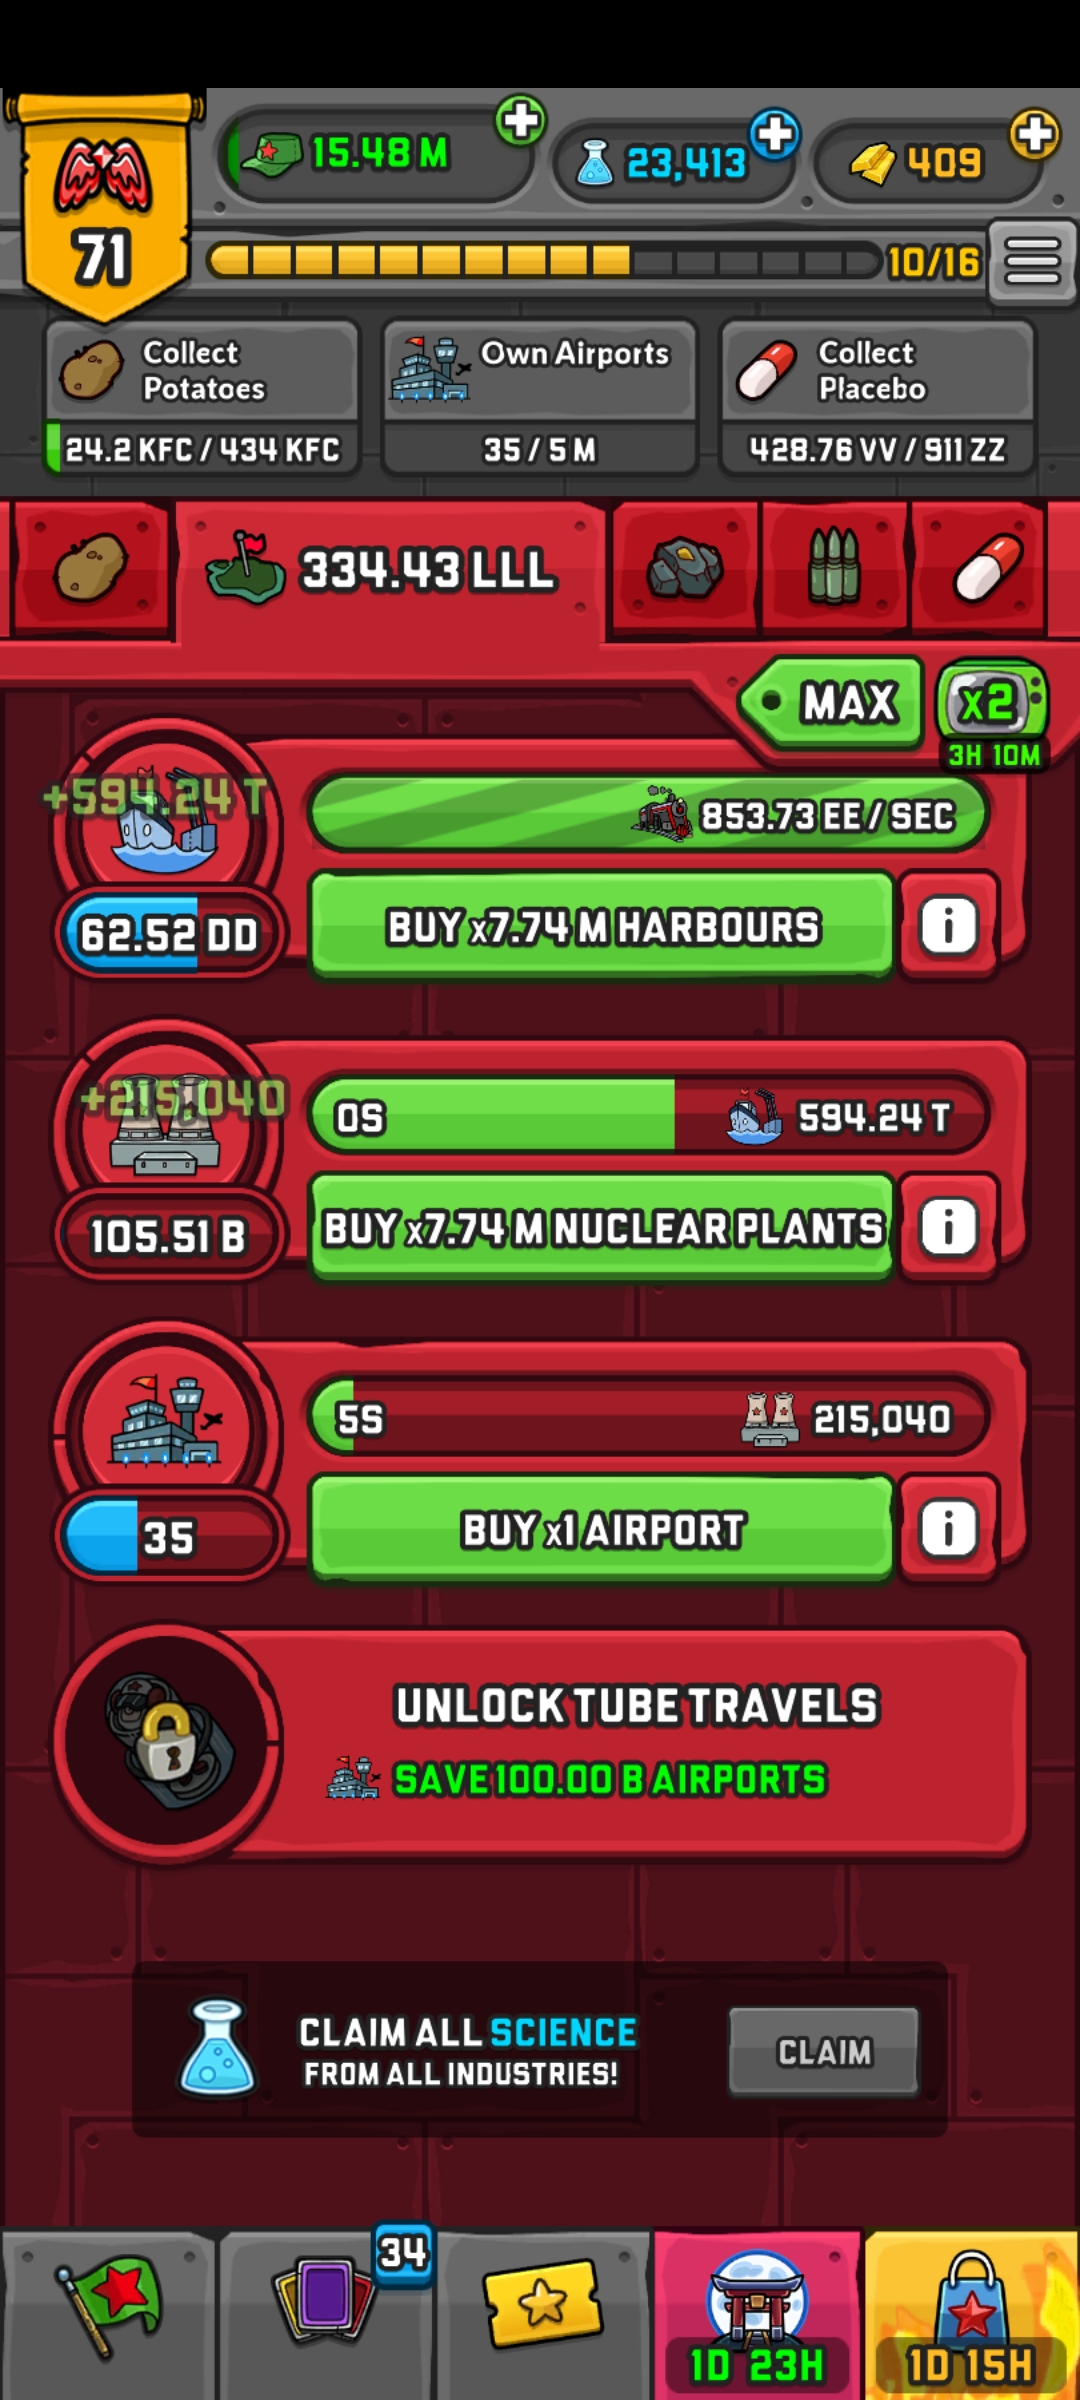 15.48 M
23,413
409
71
10/16
Collect
Potatoes
24.2 KFC / 434 KFC
Own Airports
35 / 5 M
Collect
Placebo
428.76 VV / 911 ZZ
334.43 LLL
MAX
x2
3H 10M
+594.24 T
853.73 EE / SEC
62.52 DD
BUY x7.74 M HARBOURS
i
+215,040
0S
594.24 T
105.51 B
BUY x7.74 M NUCLEAR PLANTS
i
5S
215,040
35
BUY x1 AIRPORT
i
UNLOCK TUBE TRAVELS
SAVE 100.00 B AIRPORTS
CLAIM ALL SCIENCE
FROM ALL INDUSTRIES!
CLAIM
34
1D 23H
1D 15H